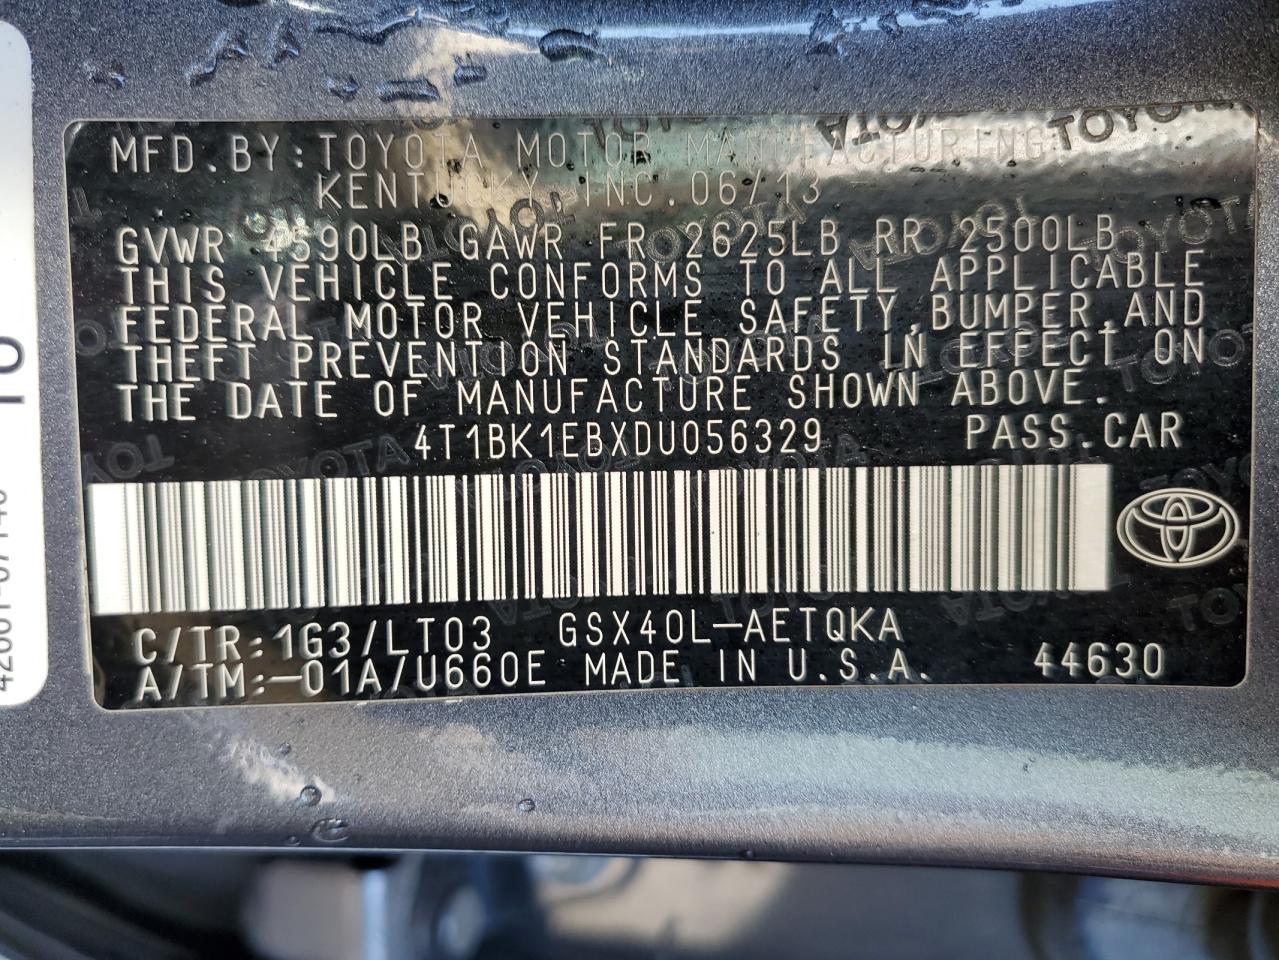 MFD.BY:TOYOTA MOTOR MANUFACTURING
KENTUCKY,INC.06/13
GVWR 4590LB GAWR FR 2625LB RR 2500LB
THIS VEHICLE CONFORMS TO ALL APPLICABLE
FEDERAL MOTOR VEHICLE SAFETY,BUMPER,AND
THEFT PREVENTION STANDARDS IN EFFECT ON
THE DATE OF MANUFACTURE SHOWN ABOVE.
4T1BK1EBXDU056329 PASS.CAR
C/TR:1G3/LT03 GSX40L-AETQKA
A/TM:-01A/U660E MADE IN U.S.A. 44630